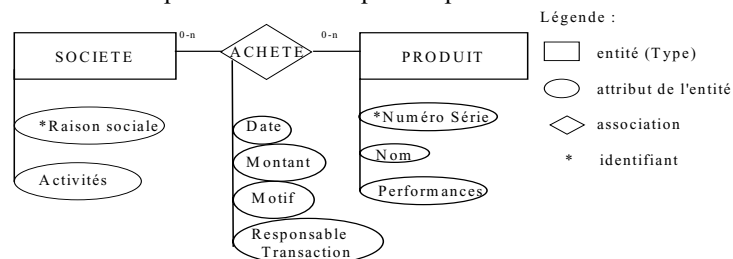 Légende :
SOCIETE
0-n
ACHETE
0-n
PRODUIT
entité (Type)
attribut de l'entité
association
* identifiant
*Raison sociale
Activités
Date
Montant
Motif
Responsable
Transaction
*Numéro Série
Nom
Performances